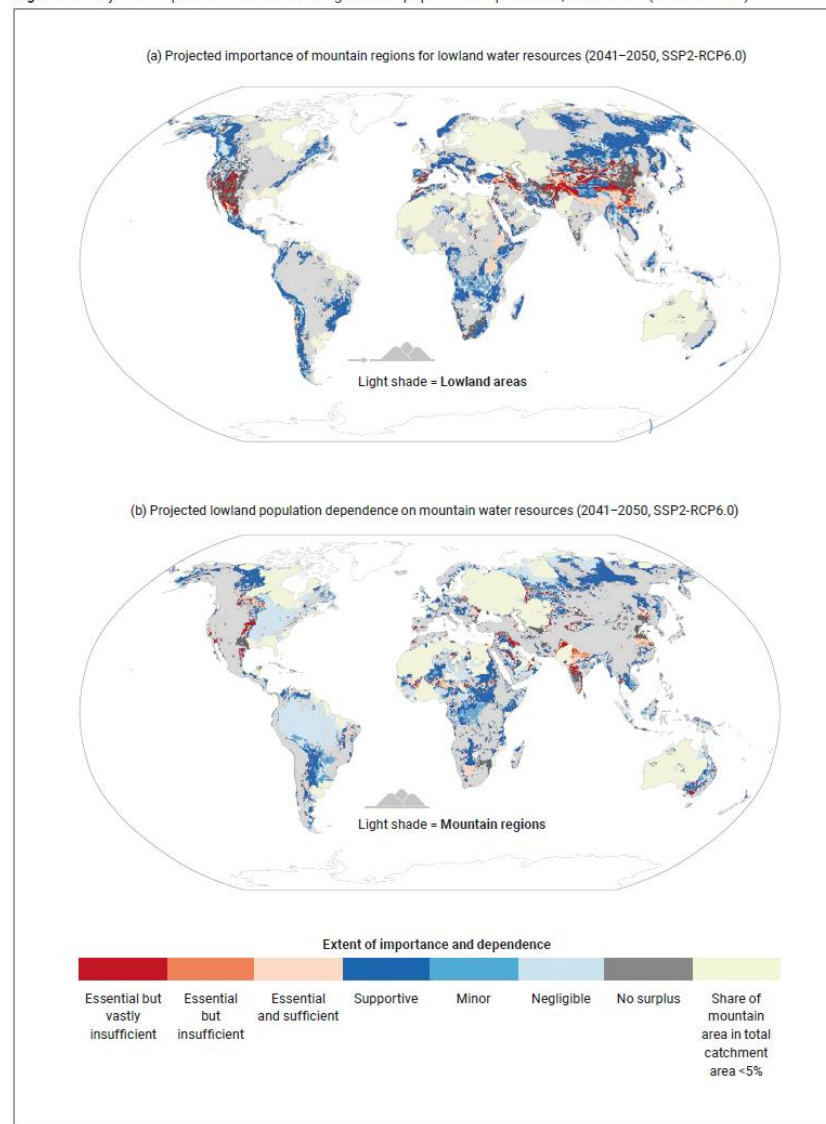 (a) Projected importance of mountain regions for lowland water resources (2041–2050, SSP2-RCP6.0)
Light shade = Lowland areas
(b) Projected lowland population dependence on mountain water resources (2041–2050, SSP2-RCP6.0)
Light shade = Mountain regions
Extent of importance and dependence
Essential but
vastly
insufficient
Essential
but
insufficient
Essential
and sufficient
Supportive
Minor
Negligible
No surplus
Share of
mountain
area in total
catchment
area <5%